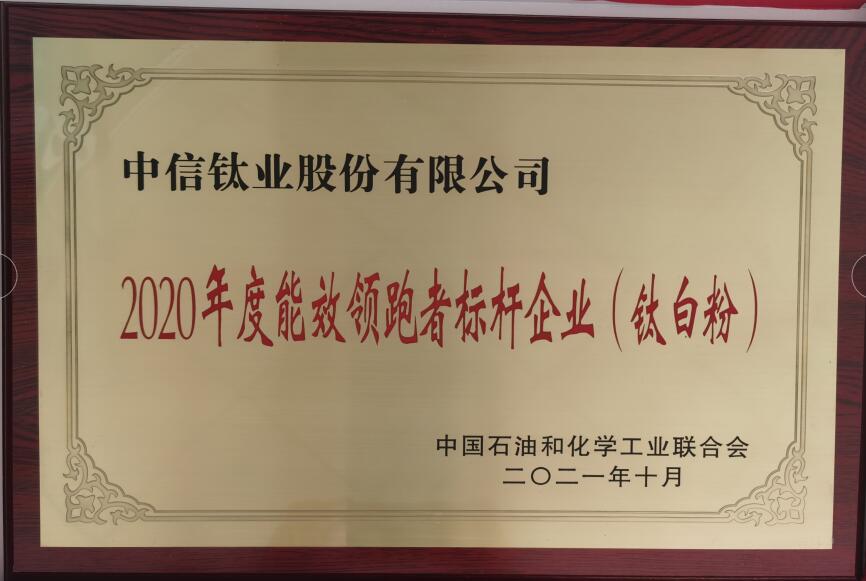 中信钛业股份有限公司
2020年度能效领跑者标杆企业（钛白粉）
中国石油和化学工业联合会
二〇二一年十月